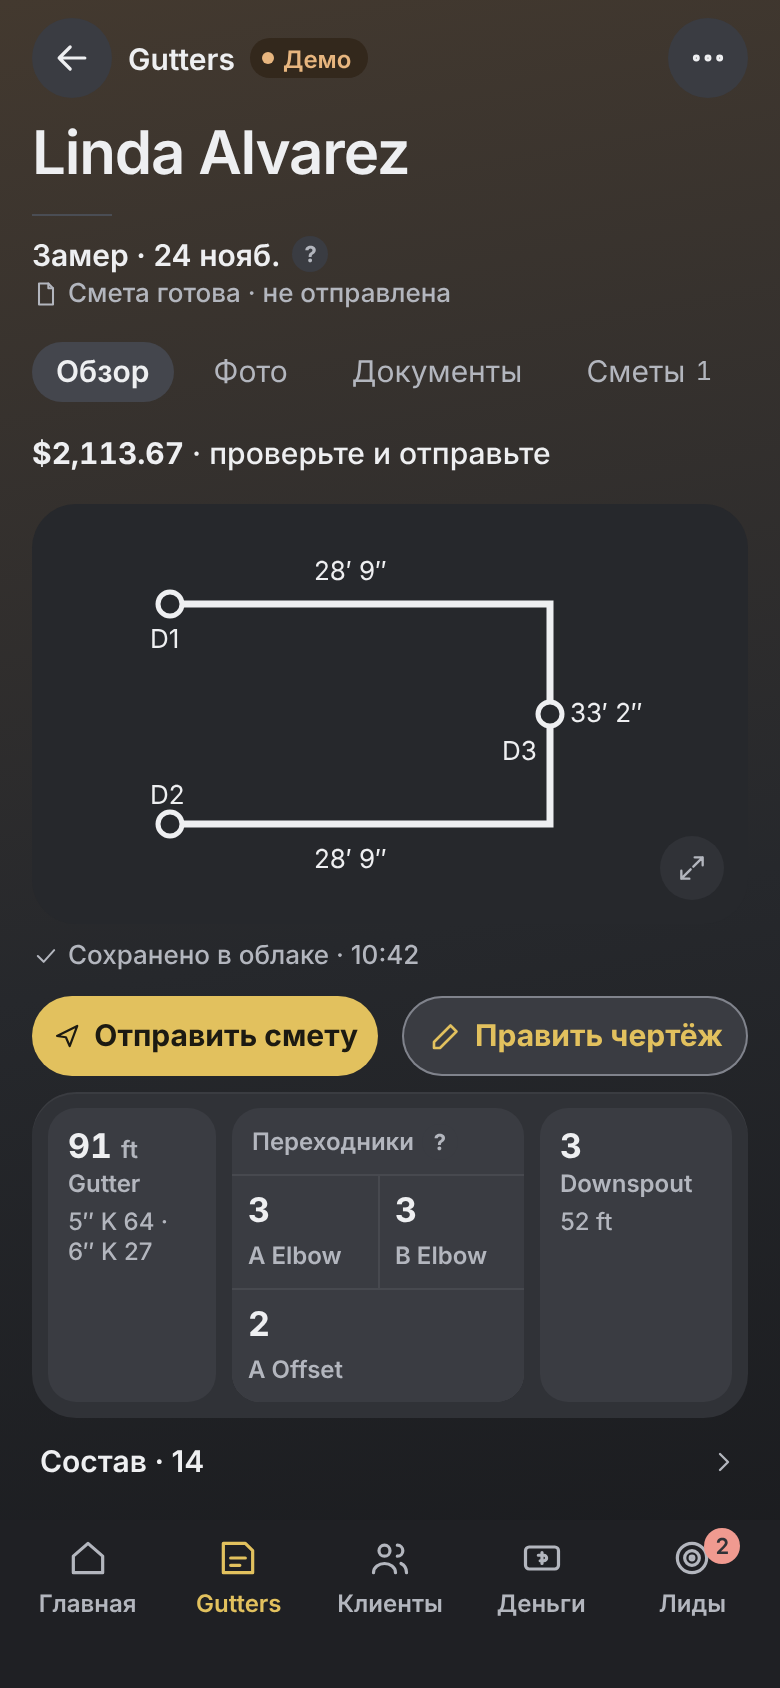 Gutters
Демо
Linda Alvarez
Замер · 24 нояб. ?
Смета готова · не отправлена
Обзор
Фото
Документы
Сметы 1
$2,113.67 · проверьте и отправьте
28′ 9″
D1
33′ 2″
D3
D2
28′ 9″
Сохранено в облаке · 10:42
Отправить смету
Править чертёж
91 ft
Gutter
5″ K 64 ·
6″ K 27
Переходники ?
3
A Elbow
3
B Elbow
2
A Offset
3
Downspout
52 ft
Состав · 14
Главная
Gutters
Клиенты
Деньги
2
Лиды